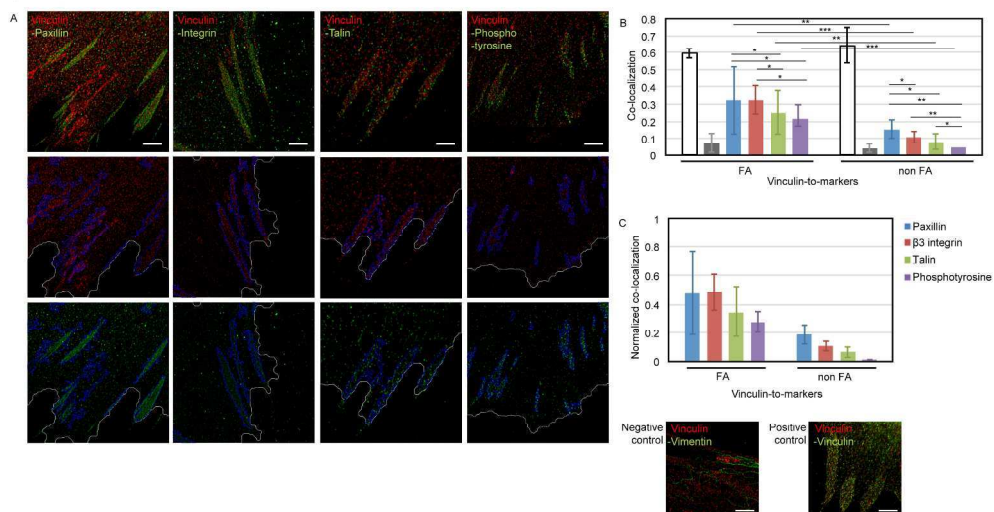 A
Vinculin
-Paxillin
Vinculin
-Integrin
Vinculin
-Talin
Vinculin
-Phospho
tyrosine
B
Co-localization
0.8
0.7
0.6
0.5
0.4
0.3
0.2
0.1
0
**
***
**
***
*
*
*
*
*
*
**
**
*
FA
non FA
Vinculin-to-markers
C
Normalized co-localization
1
0.8
0.6
0.4
0.2
0
Paxillin
β3 integrin
Talin
Phosphotyrosine
FA
non FA
Vinculin-to-markers
Negative
control
Vinculin
-Vimentin
Positive
control
Vinculin
-Vinculin